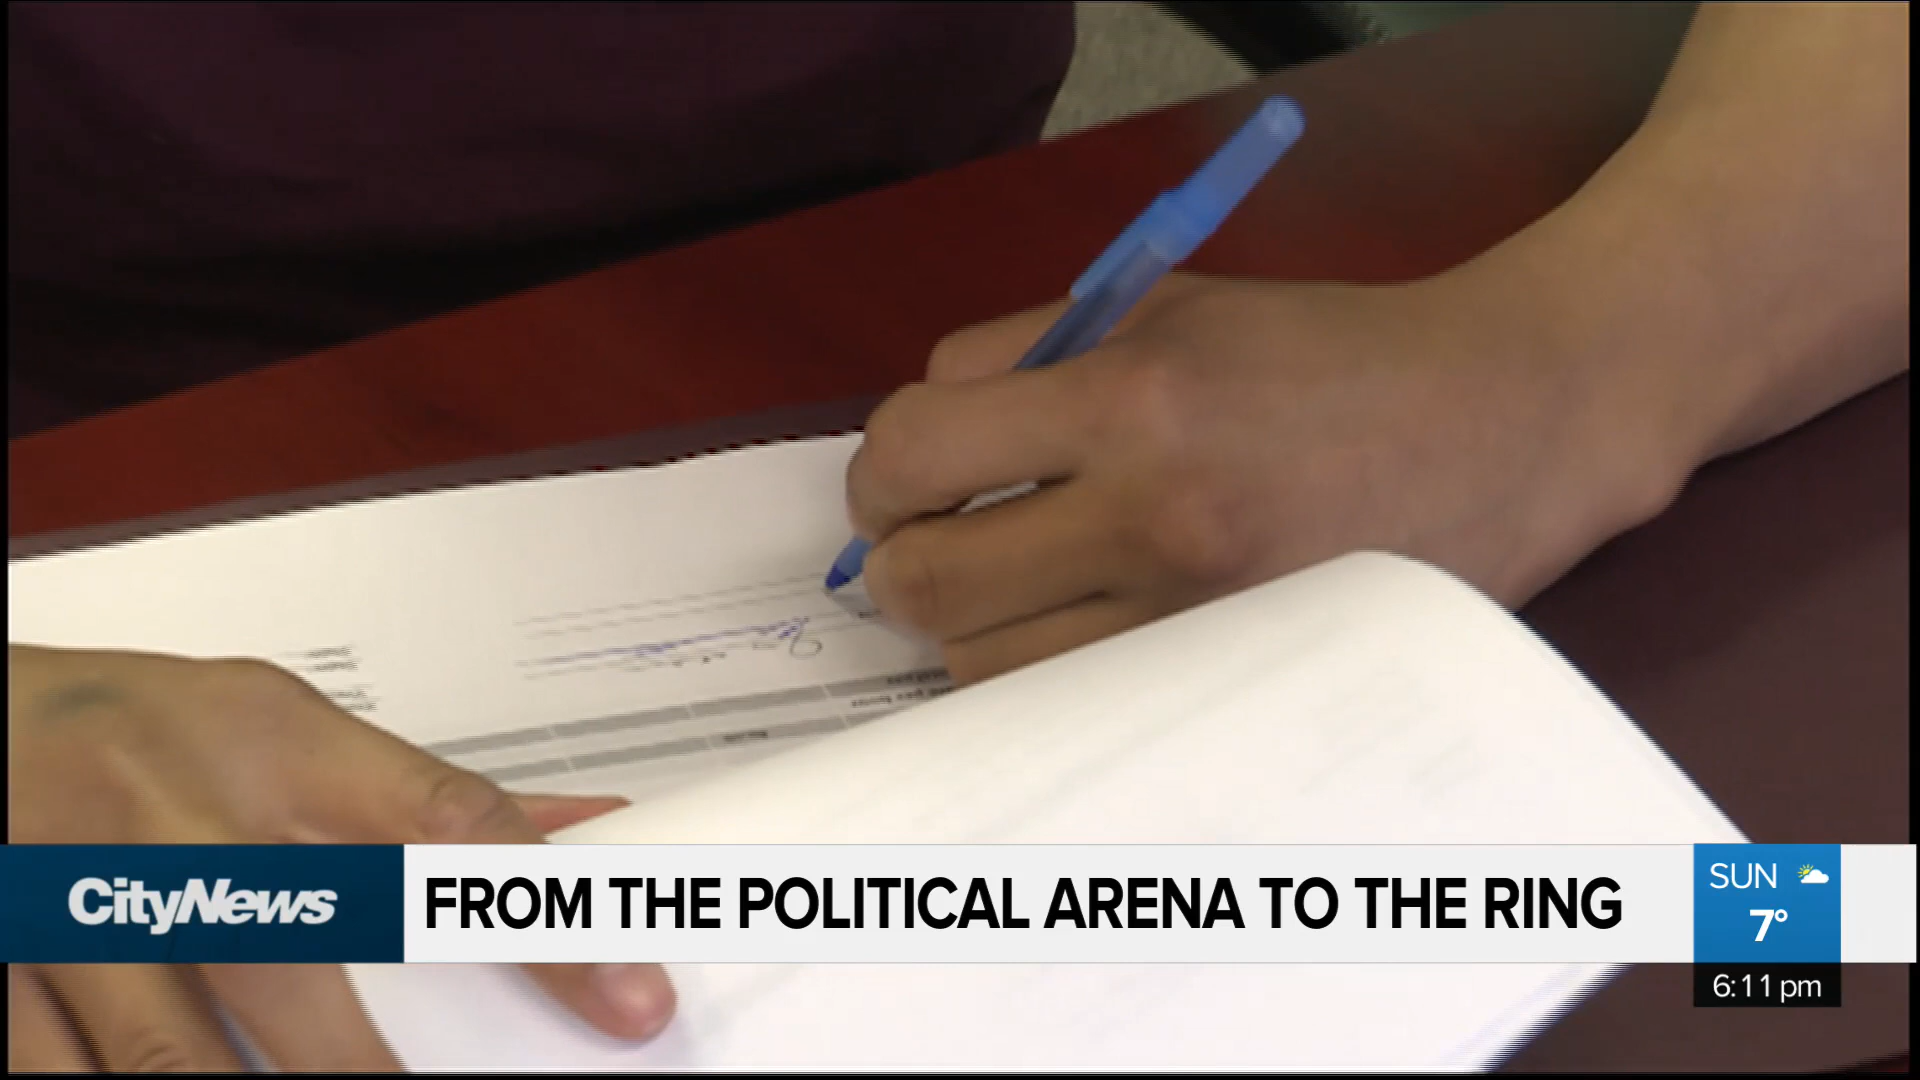 CityNews
FROM THE POLITICAL ARENA TO THE RING
SUN
7°
6:11 pm